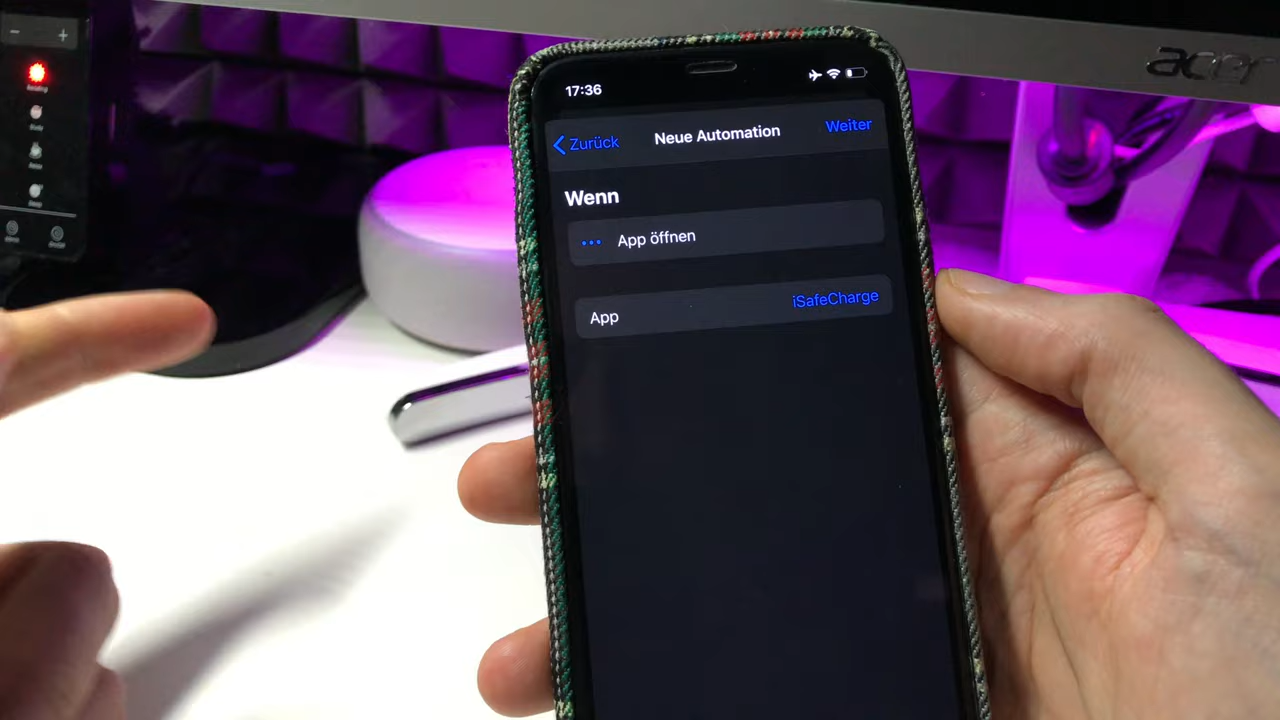 acer
17:36
Zurück
Neue Automation
Weiter
Wenn
App öffnen
App
iSafeCharge